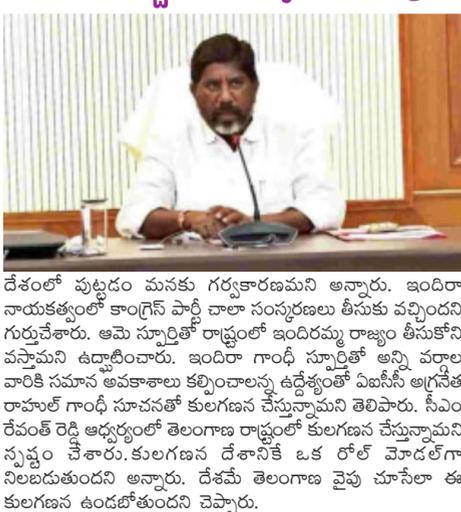 దేశంలో పుట్టడం మనకు గర్వకారణమని అన్నారు. ఇందిరా
నాయకత్వంలో కాంగ్రెస్ పార్టీ చాలా సంస్కరణలు తీసుకు వచ్చిందని
గుర్తుచేశారు. ఆమె స్ఫూర్తితో రాష్ట్రంలో ఇందిరమ్మ రాజ్యం తీసుకోని
వస్తామని ఉద్ఘాటించారు. ఇందిరా గాంధీ స్ఫూర్తితో అన్ని వర్గాల
వారికి సమాన అవకాశాలు కల్పించాలన్న ఉద్దేశ్యంతో ఏఐసీసీ అగ్రనేత
రాహుల్ గాంధీ సూచనతో కులగణన చేస్తున్నామని తెలిపారు. సీఎం
రేవంత్ రెడ్డి ఆధ్వర్యంలో తెలంగాణ రాష్ట్రంలో కులగణన చేస్తున్నామని
స్పష్టం చేశారు.కులగణన దేశానికే ఒక రోల్ మోడల్‌గా
నిలబడుతుందని అన్నారు. దేశమే తెలంగాణ వైపు చూసేలా ఈ
కులగణన ఉండబోతుందని చెప్పారు.